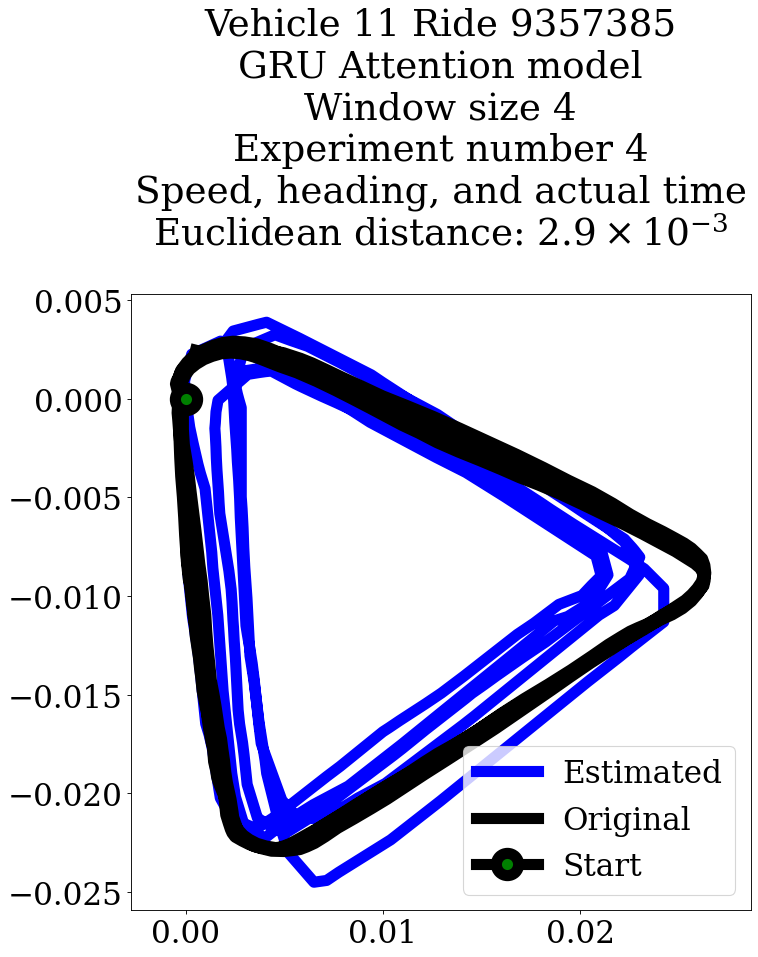 Vehicle 11 Ride 9357385
GRU Attention model
Window size 4
Experiment number 4
Speed, heading, and actual time
Euclidean distance: 2.9 × 10⁻³
0.005
0.000
−0.005
−0.010
−0.015
−0.020
−0.025
Estimated
Original
Start
0.00 0.01 0.02